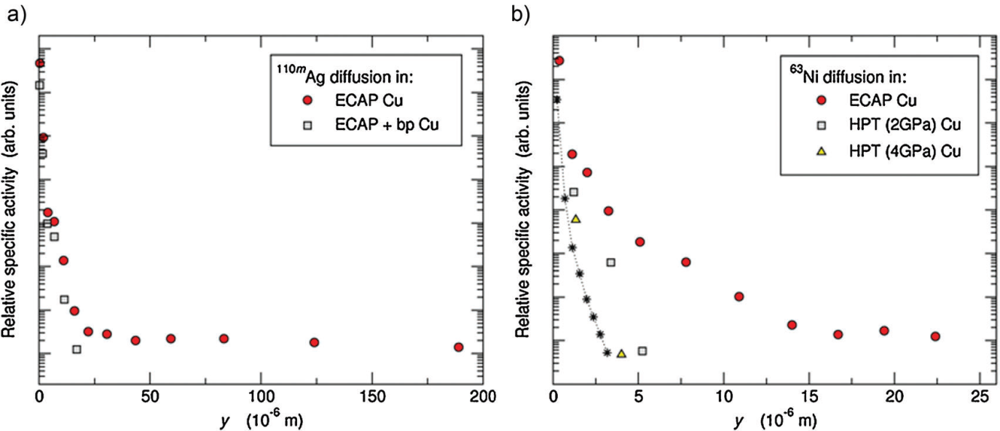 a)
Relative specific activity (arb. units)
110mAg diffusion in:
ECAP Cu
ECAP + bp Cu
0 50 100 150 200
y (10-6 m)
b)
Relative specific activity (arb. units)
63Ni diffusion in:
ECAP Cu
HPT (2GPa) Cu
HPT (4GPa) Cu
0 5 10 15 20 25
y (10-6 m)